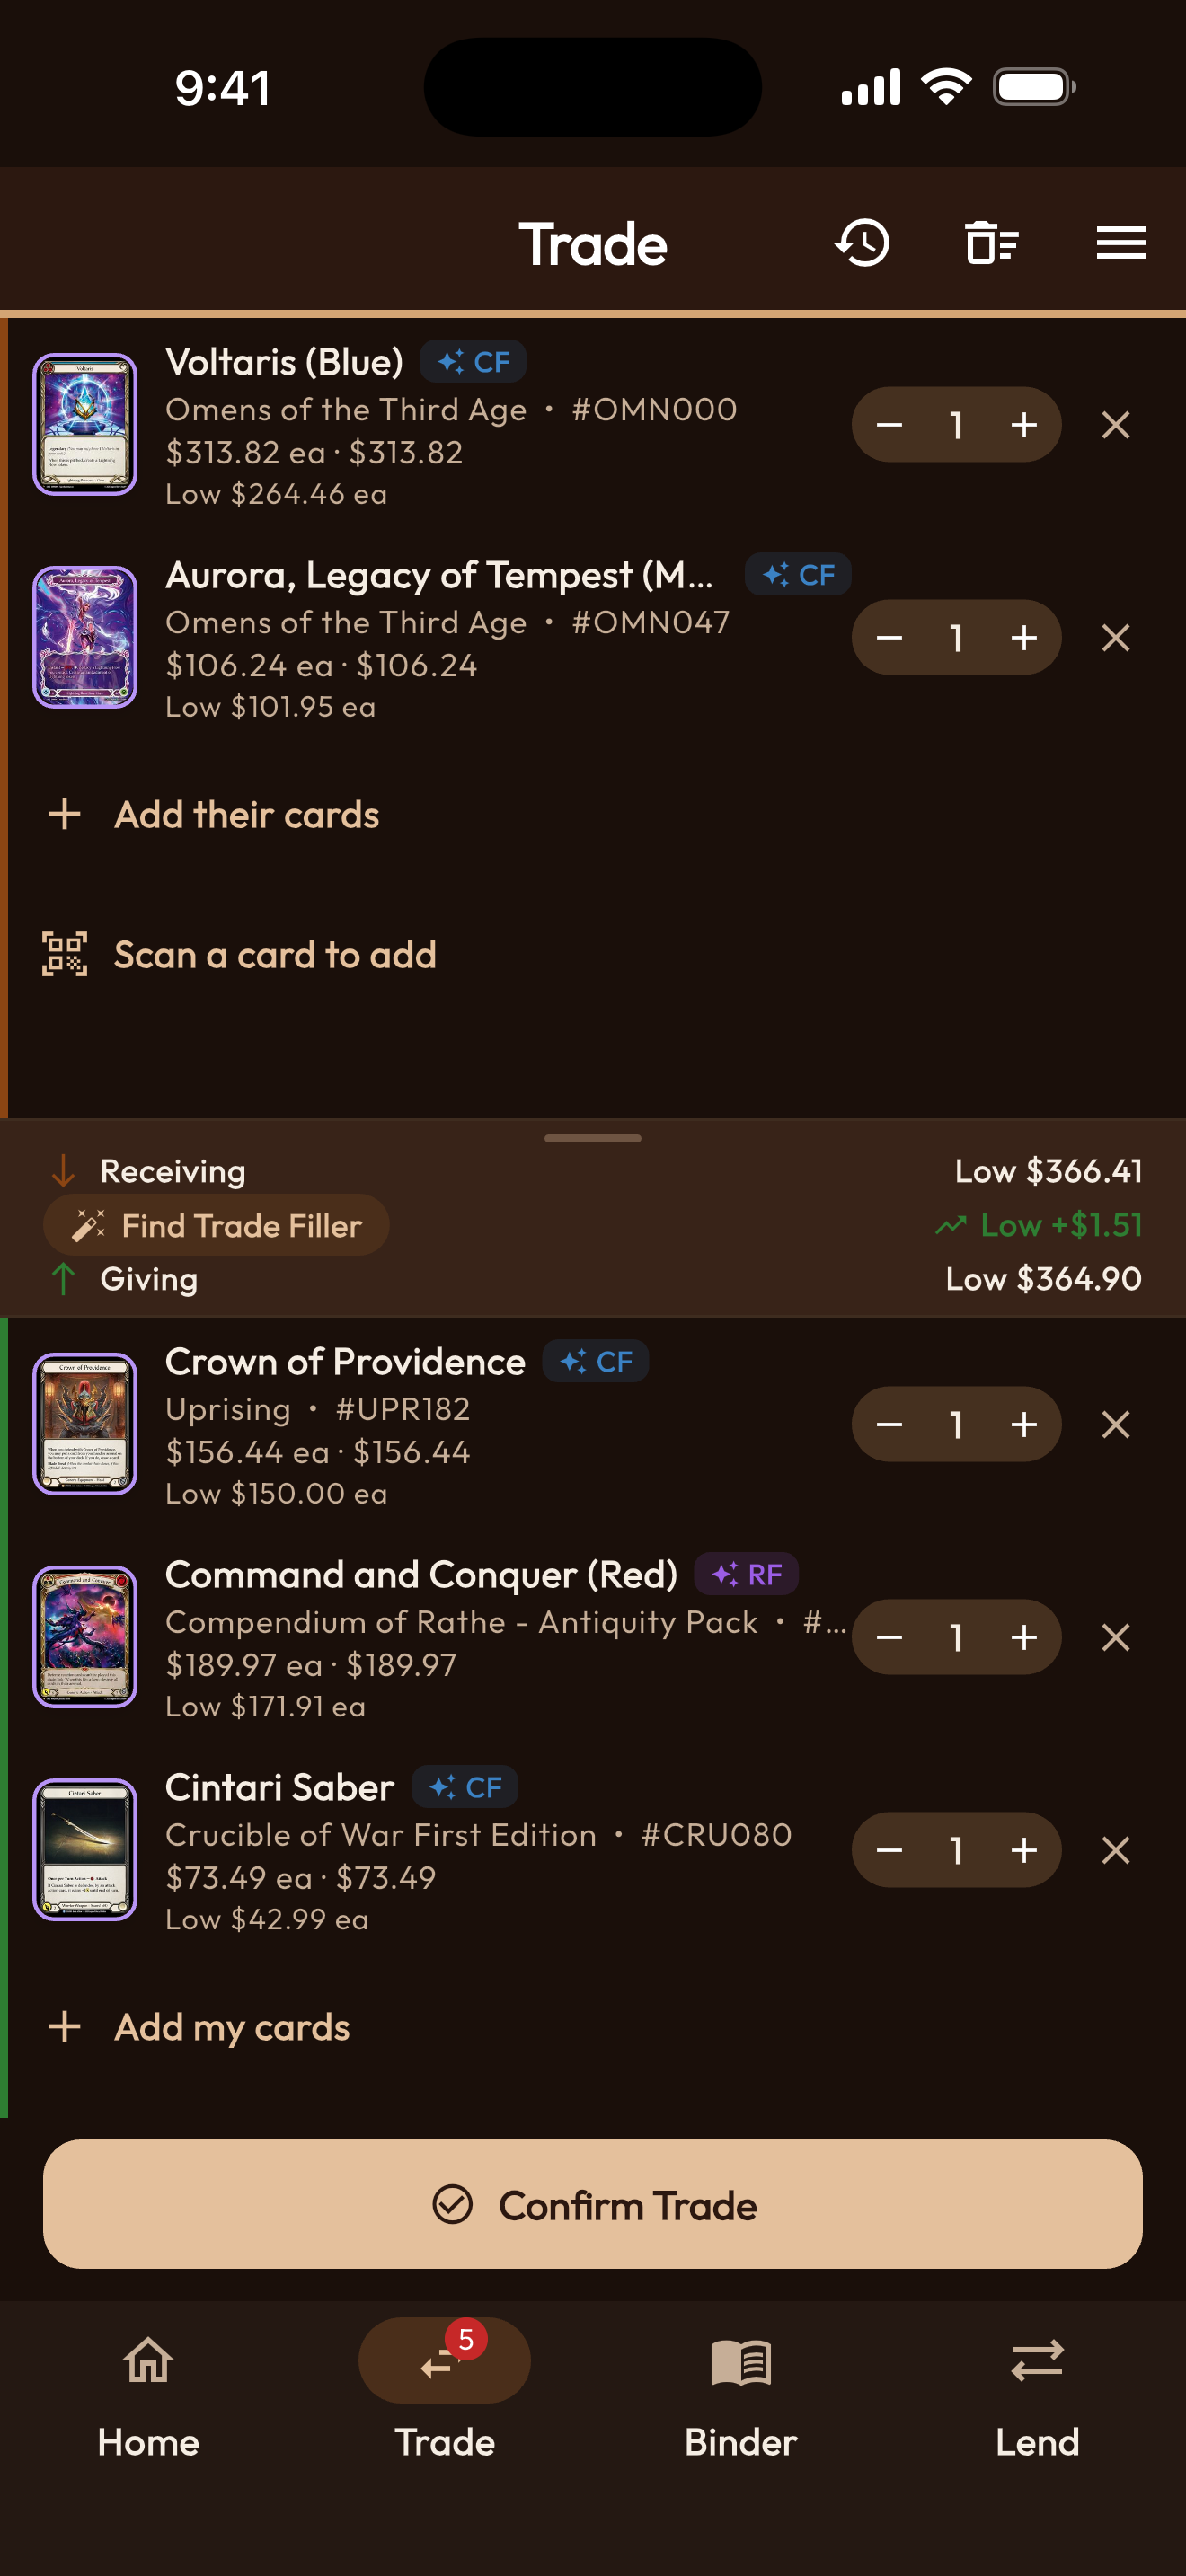 9:41
Trade
Voltaris (Blue) CF
Omens of the Third Age • #OMN000
$313.82 ea · $313.82
Low $264.46 ea
− 1 +
Aurora, Legacy of Tempest (M... CF
Omens of the Third Age • #OMN047
$106.24 ea · $106.24
Low $101.95 ea
− 1 +
+ Add their cards
Scan a card to add
Receiving Low $366.41
Find Trade Filler Low +$1.51
Giving Low $364.90
Crown of Providence CF
Uprising • #UPR182
$156.44 ea · $156.44
Low $150.00 ea
− 1 +
Command and Conquer (Red) RF
Compendium of Rathe - Antiquity Pack • #...
$189.97 ea · $189.97
Low $171.91 ea
− 1 +
Cintari Saber CF
Crucible of War First Edition • #CRU080
$73.49 ea · $73.49
Low $42.99 ea
− 1 +
+ Add my cards
Confirm Trade
5
Home Trade Binder Lend